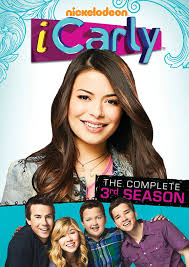 nickelodeon
iCarly
THE COMPLETE
3RD SEASON